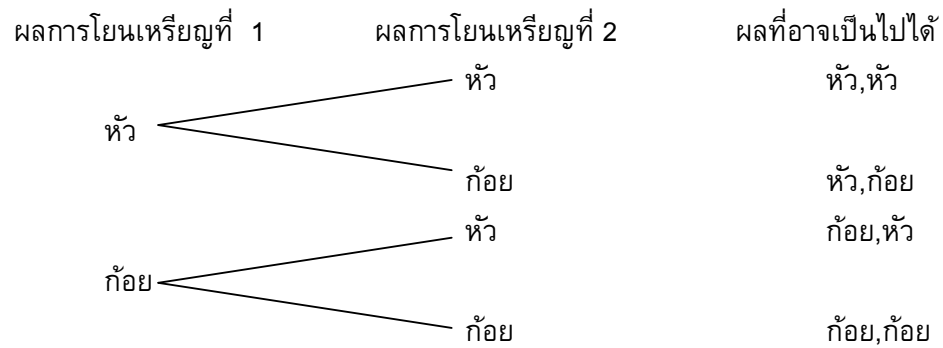 ผลการโยนเหรียญที่ 1 ผลการโยนเหรียญที่ 2 ผลที่อาจเป็นไปได้
หัว หัว,หัว
หัว
ก้อย หัว,ก้อย
หัว ก้อย,หัว
ก้อย
ก้อย ก้อย,ก้อย